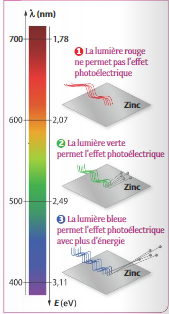 λ (nm)
700 1,78
1 La lumière rouge
ne permet pas l'effet
photoélectrique
Zinc
600 2,07
2 La lumière verte
permet l'effet photoélectrique
Zinc
500 2,49
3 La lumière bleue
permet l'effet photoélectrique
avec plus d'énergie
Zinc
400 3,11
E (eV)